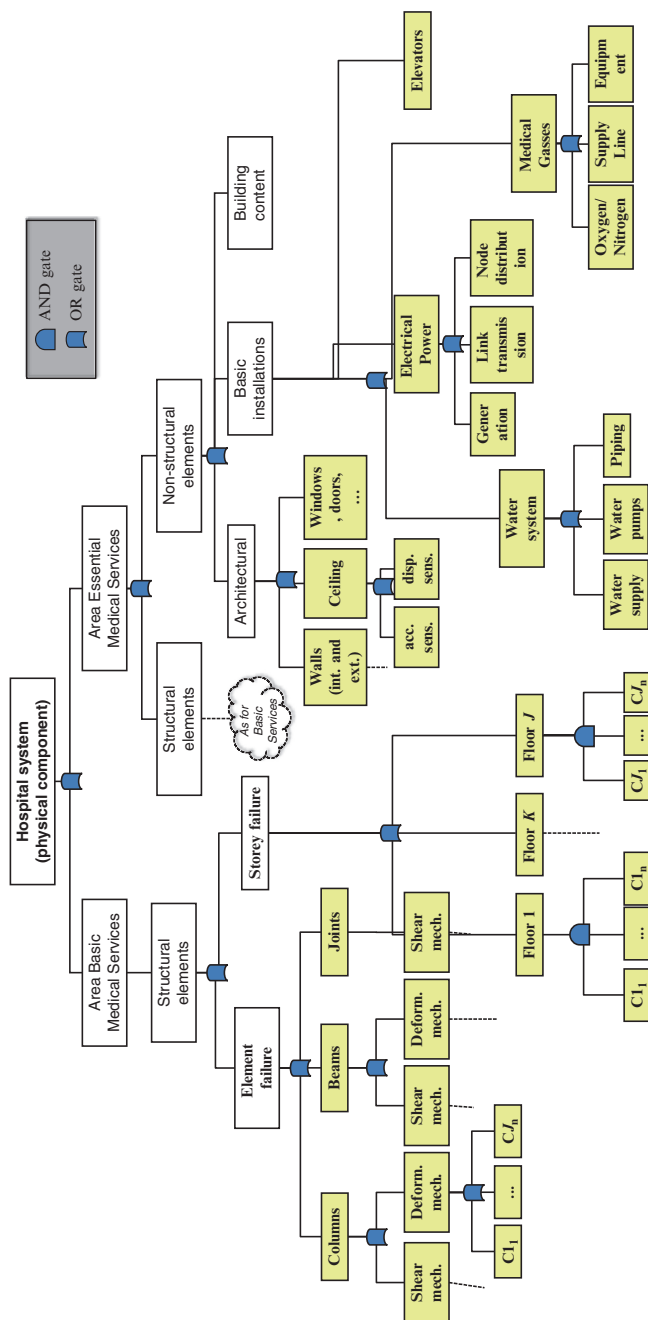 Hospital system
(physical component)
AND gate
OR gate
Area Basic
Medical Services
Area Essential
Medical Services
Structural
elements
Structural
elements
Non-structural
elements
As for
Basic
Services
Element
failure
Storey failure
Architectural
Basic
installations
Building
content
Columns
Beams
Joints
Walls
(int. and
ext.)
Ceiling
Windows
, doors,
...
Electrical
Power
Elevators
Shear
mech.
Deform.
mech.
Shear
mech.
Deform.
mech.
Shear
mech.
acc.
sens.
disp.
sens.
Gener
ation
Link
transmis
sion
Node
distribut
ion
C1₁
...
CJₙ
Floor 1
Floor K
Floor J
Water
system
Medical
Gasses
C1₁
...
C1ₙ
CJ₁
...
CJₙ
Water
supply
Water
pumps
Piping
Oxygen/
Nitrogen
Supply
Line
Equipm
ent